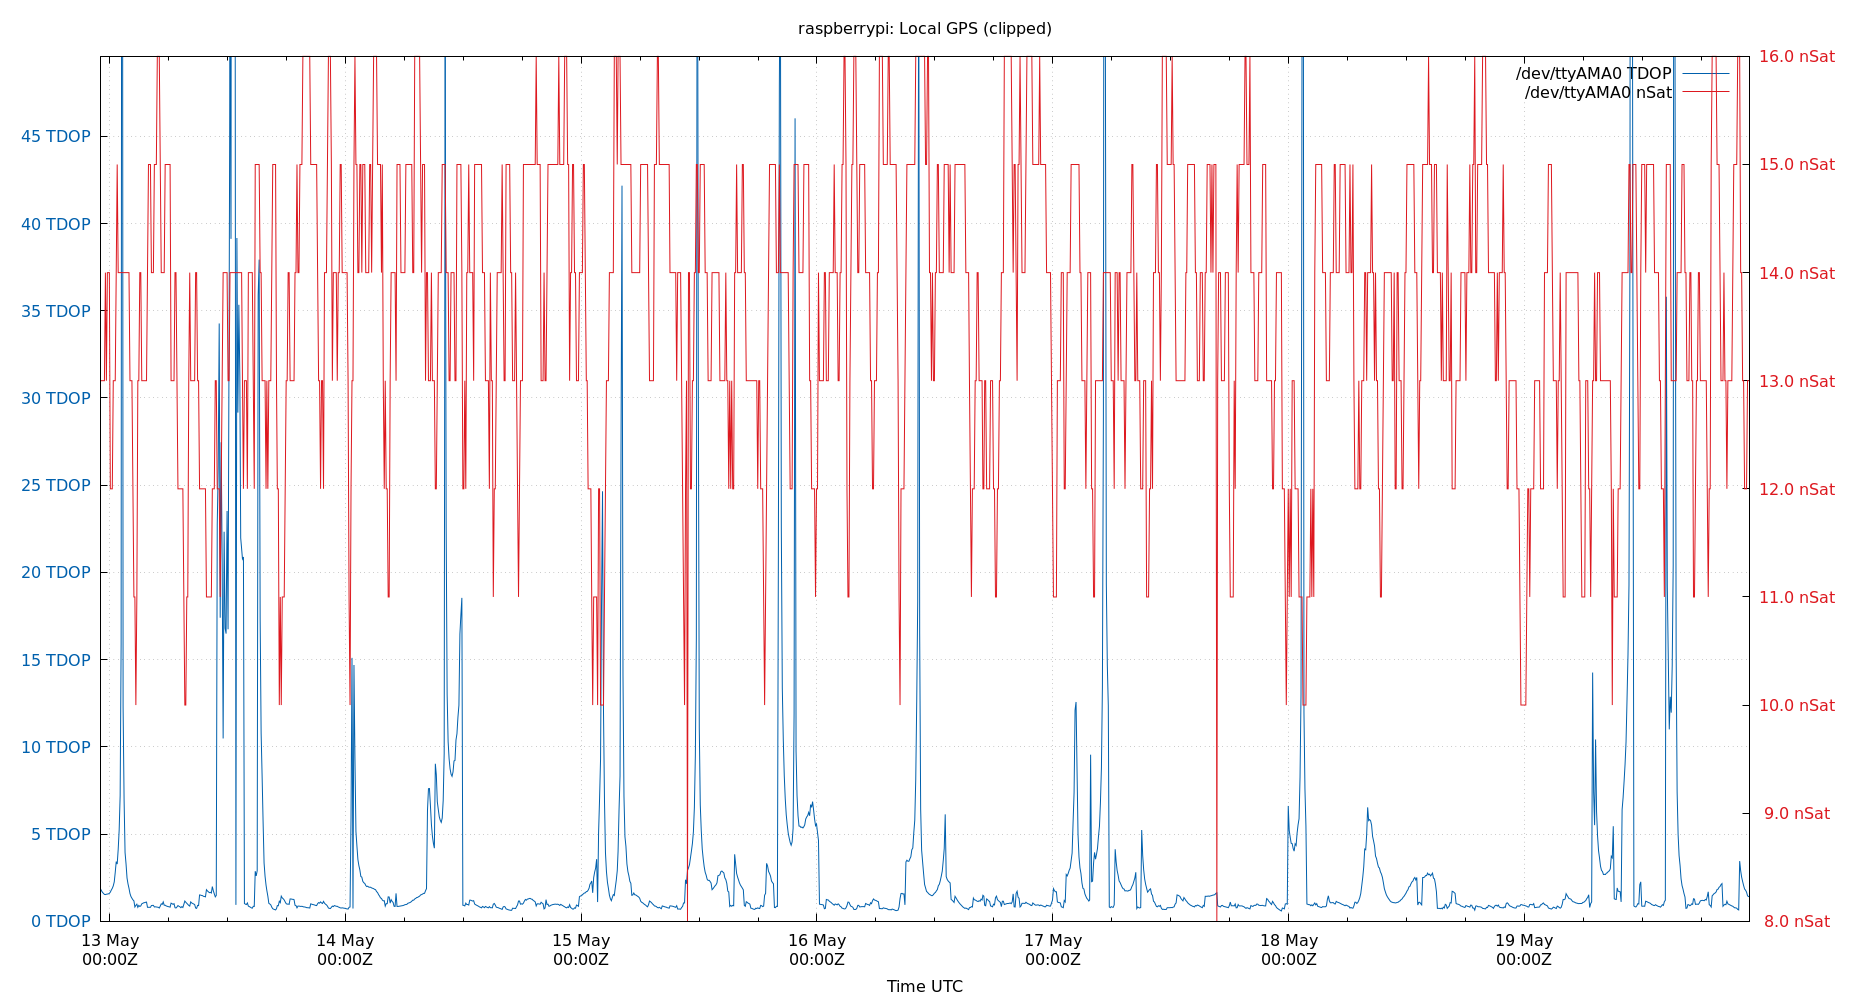 raspberrypi: Local GPS (clipped)
/dev/ttyAMA0 TDOP
/dev/ttyAMA0 nSat
45 TDOP
40 TDOP
35 TDOP
30 TDOP
25 TDOP
20 TDOP
15 TDOP
10 TDOP
5 TDOP
0 TDOP
16.0 nSat
15.0 nSat
14.0 nSat
13.0 nSat
12.0 nSat
11.0 nSat
10.0 nSat
9.0 nSat
8.0 nSat
13 May
00:00Z
14 May
00:00Z
15 May
00:00Z
16 May
00:00Z
17 May
00:00Z
18 May
00:00Z
19 May
00:00Z
Time UTC